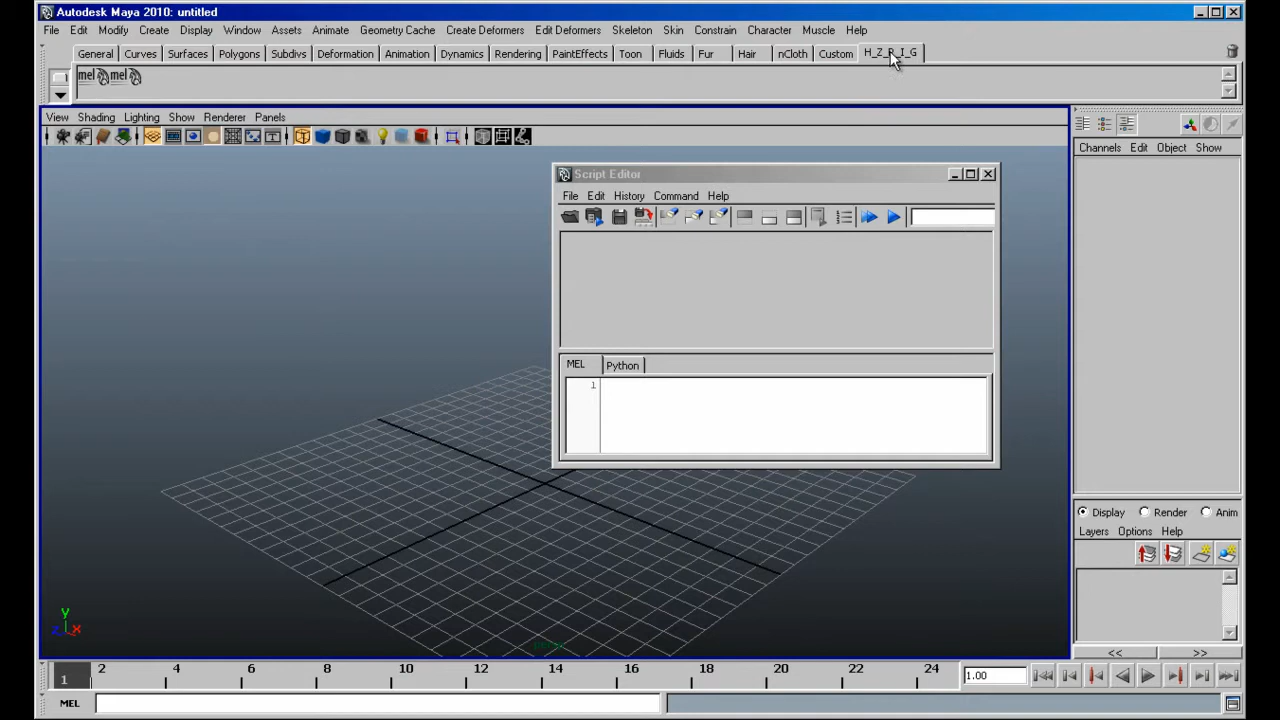 Autodesk Maya 2010: untitled
File Edit Modify Create Display Window Assets Animate Geometry Cache Create Deformers Edit Deformers Skeleton Skin Constrain Character Muscle Help
General Curves Surfaces Polygons Subdivs Deformation Animation Dynamics Rendering PaintEffects Toon Fluids Fur Hair nCloth Custom H_Z_R_I_G
mel mel
View Shading Lighting Show Renderer Panels
Channels Edit Object Show
Script Editor
File Edit History Command Help
MEL Python
1
persp
Y
Z X
Display Render Anim
Layers Options Help
<< >>
1 2 4 6 8 10 12 14 16 18 20 22 24 1.00
MEL